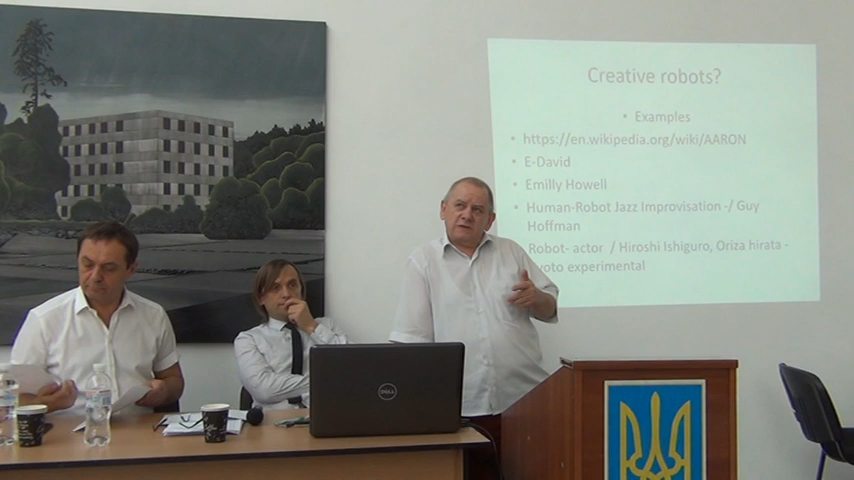 Creative robots?
• Examples
• https://en.wikipedia.org/wiki/AARON
• E-David
• Emilly Howell
• Human-Robot Jazz Improvisation -/ Guy
Hoffman
Robot- actor / Hiroshi Ishiguro, Oriza hirata -
experimental
DELL